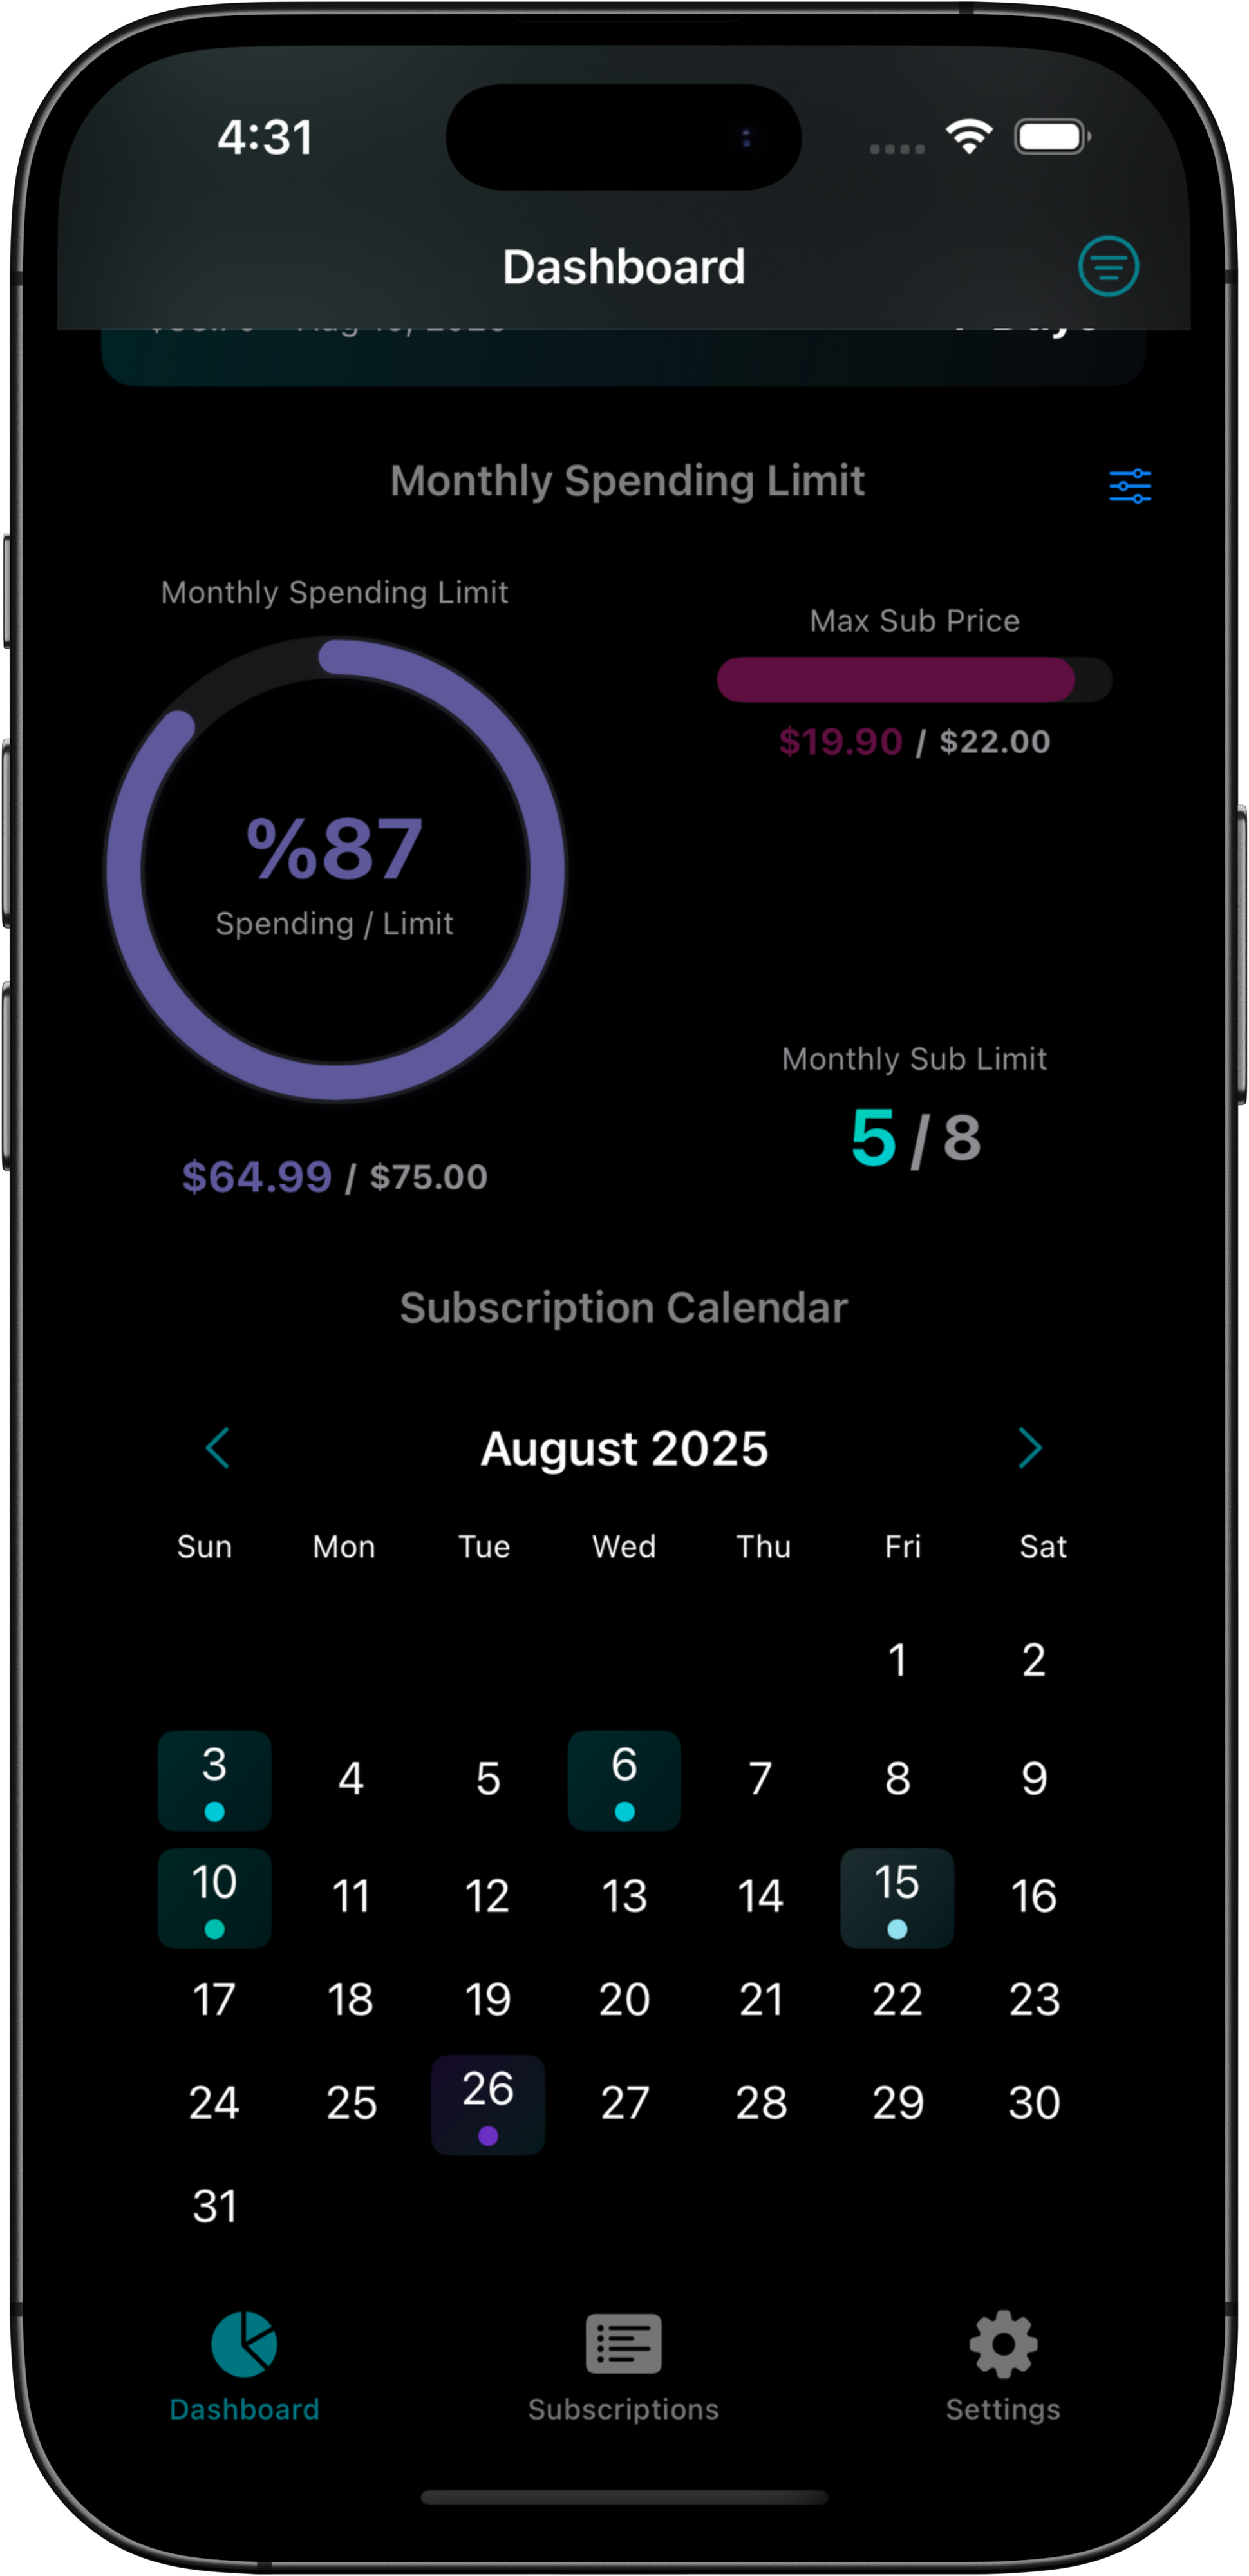 4:31
Dashboard
Monthly Spending Limit
Monthly Spending Limit
%87
Spending / Limit
$64.99 / $75.00
Max Sub Price
$19.90 / $22.00
Monthly Sub Limit
5 / 8
Subscription Calendar
August 2025
Sun Mon Tue Wed Thu Fri Sat
1 2
3 4 5 6 7 8 9
10 11 12 13 14 15 16
17 18 19 20 21 22 23
24 25 26 27 28 29 30
31
Dashboard Subscriptions Settings